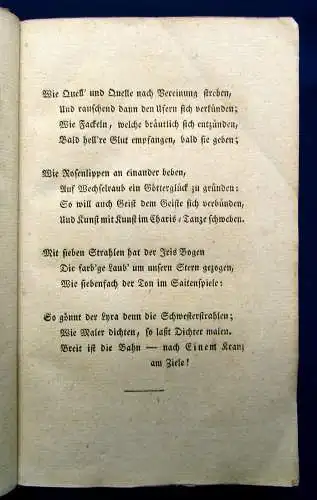 Wie Quell' und Quelle nach Vereinung streben,
Und rauschend dann den Ufern sich verkünden;
Wie Fackeln, welche bräutlich sich entzünden,
Bald hell're Glut empfangen, bald sie geben;
Wie Rosenlippen an einander beben,
Auf Wechselraub ein Götterglück zu gründen:
So will auch Geist dem Geiste sich verbünden,
Und Kunst mit Kunst im Charis-Tanze schweben.
Mit sieben Strahlen hat der Iris Bogen
Die farb'ge Laub' um unsern Stern gezogen,
Wie siebenfach der Ton im Saitenspiele:
So gönnt der Lyra denn die Schwesterstrahlen;
Wie Maler dichten, so laßt Dichter malen.
Breit ist die Bahn — nach Einem Kranz
am Ziele!